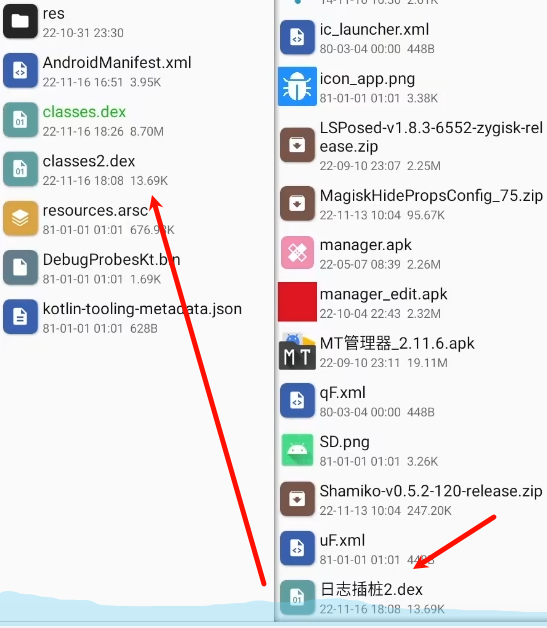 res
22-10-31 23:30
AndroidManifest.xml
22-11-16 16:51 3.95K
classes.dex
22-11-16 18:26 8.70M
classes2.dex
22-11-16 18:08 13.69K
resources.arsc
81-01-01 01:01
DebugProbesKt.bin
81-01-01 01:01 1.69K
kotlin-tooling-metadata.json
81-01-01 01:01 628B
ic_launcher.xml
80-03-04 00:00 448B
icon_app.png
81-01-01 01:01 3.38K
LSPosed-v1.8.3-6552-zygisk-rel
ease.zip
22-09-10 23:07 2.25M
MagiskHidePropsConfig_75.zip
22-11-13 10:04 95.67K
manager.apk
22-05-07 08:39 2.26M
manager_edit.apk
22-10-04 22:43 2.32M
MT管理器_2.11.6.apk
22-09-10 23:11 19.11M
qF.xml
80-03-04 00:00 448B
SD.png
81-01-01 01:01 3.26K
Shamiko-v0.5.2-120-release.zip
22-11-13 10:04 247.20K
uF.xml
81-01-01 01:01 448B
日志插桩2.dex
22-11-16 18:08 13.69K